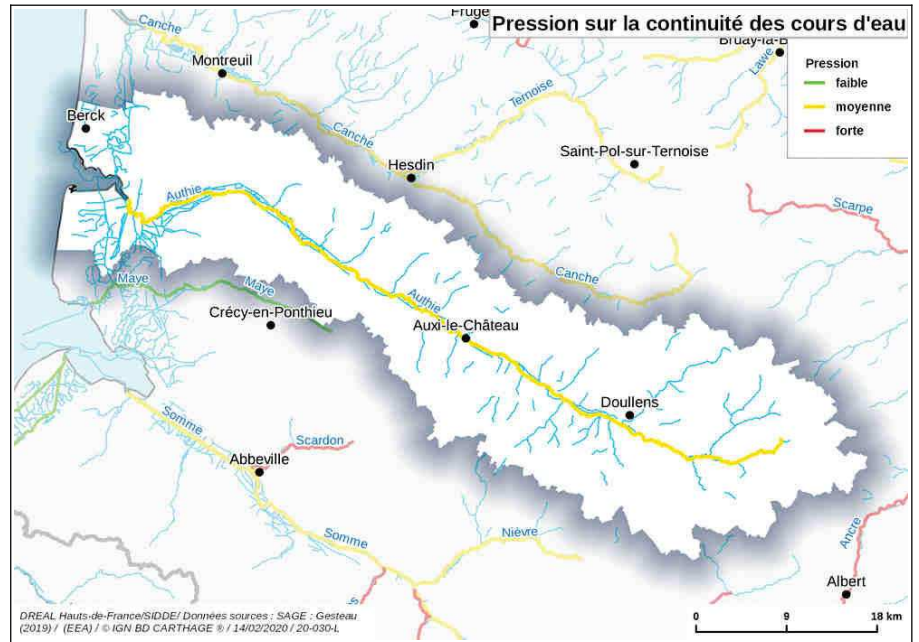 Fruge
Pression sur la continuité des cours d'eau
Canche
Bruay-la-B
Lawe
Montreuil
Pression
faible
moyenne
forte
Ternoise
Berck
Canche
Saint-Pol-sur-Ternoise
Hesdin
Authie
Scarpe
Canche
Maye
Maye
Authie
Crécy-en-Ponthieu
Auxi-le-Château
Doullens
Somme
Scardon
Abbeville
Somme
Nièvre
Ancre
Albert
DREAL Hauts-de-France/SIDDE/ Données sources : SAGE : Gesteau
(2019) / (EEA) / © IGN BD CARTHAGE ® / 14/02/2020 / 20-030-L
0 9 18 km